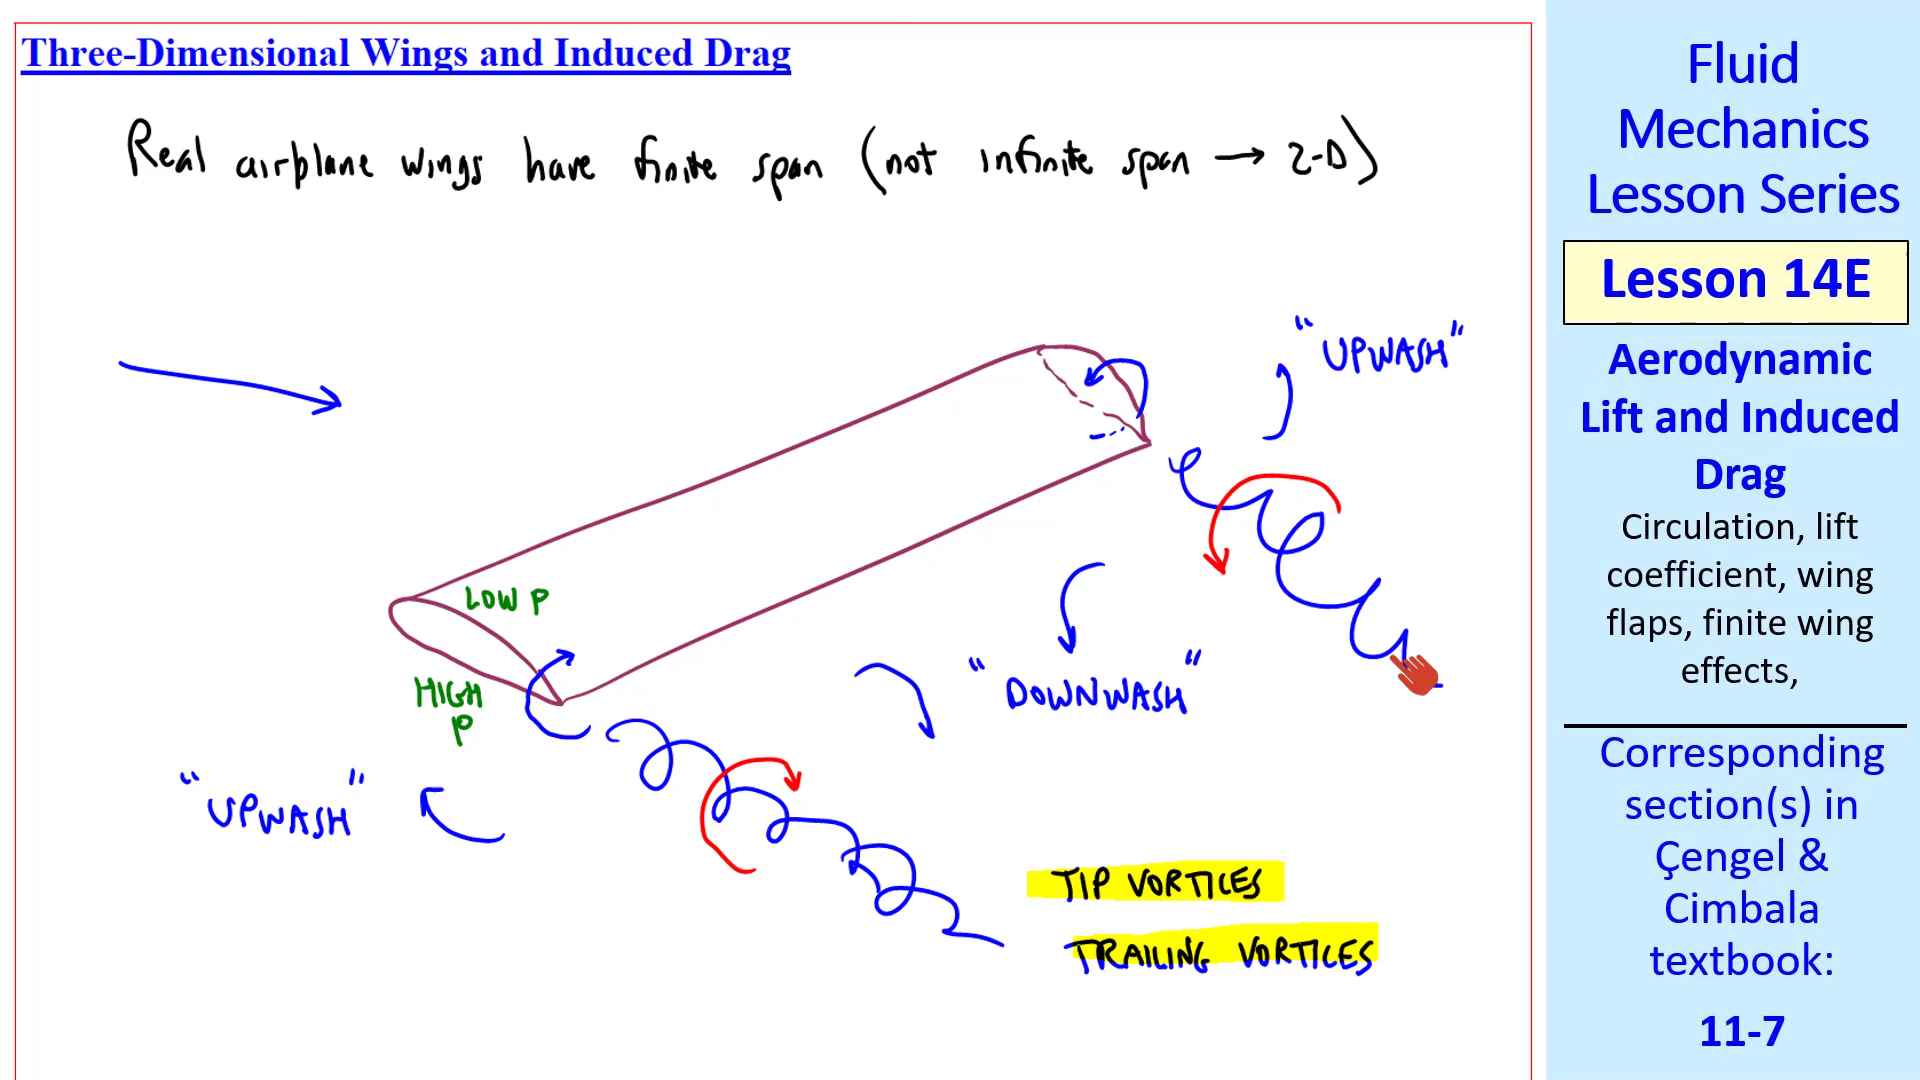 Three-Dimensional Wings and Induced Drag
Real airplane wings have finite span (not infinite span → 2-D)
"UPWASH"
LOW P
HIGH
P
"DOWNWASH"
"UPWASH"
TIP VORTICES
TRAILING VORTICES
Fluid
Mechanics
Lesson Series
Lesson 14E
Aerodynamic
Lift and Induced
Drag
Circulation, lift
coefficient, wing
flaps, finite wing
effects,
Corresponding
section(s) in
Çengel &
Cimbala
textbook:
11-7